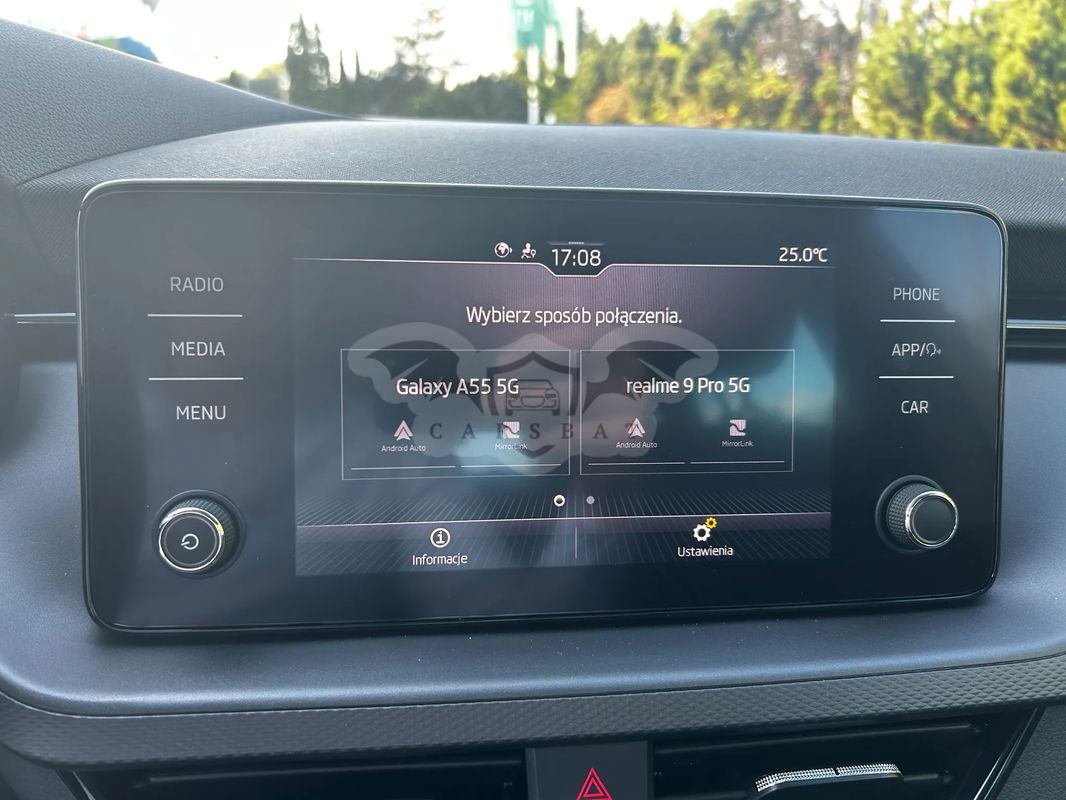 RADIO
MEDIA
MENU
17:08
25.0°C
Wybierz sposób połączenia.
Galaxy A55 5G
Android Auto
MirrorLink
realme 9 Pro 5G
Android Auto
MirrorLink
CARSBAZ
Informacje
Ustawienia
PHONE
APP/
CAR